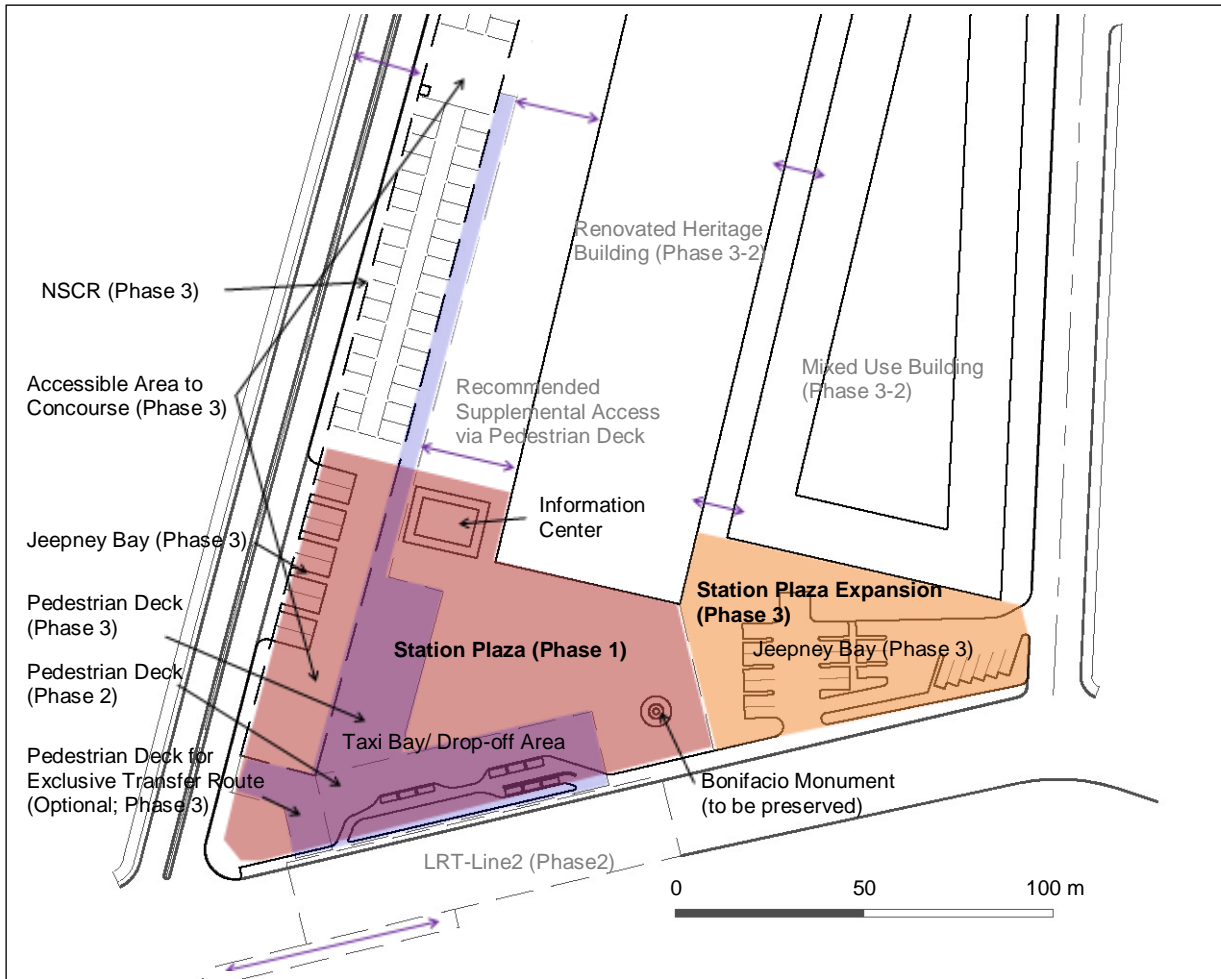 Renovated Heritage
Building (Phase 3-2)
NSCR (Phase 3)
Mixed Use Building
(Phase 3-2)
Accessible Area to
Concourse (Phase 3)
Recommended
Supplemental Access
via Pedestrian Deck
Information
Center
Jeepney Bay (Phase 3)
Station Plaza Expansion
(Phase 3)
Jeepney Bay (Phase 3)
Pedestrian Deck
(Phase 3)
Station Plaza (Phase 1)
Pedestrian Deck
(Phase 2)
Taxi Bay/ Drop-off Area
Pedestrian Deck for
Exclusive Transfer Route
(Optional; Phase 3)
Bonifacio Monument
(to be preserved)
LRT-Line2 (Phase2)
0 50 100 m